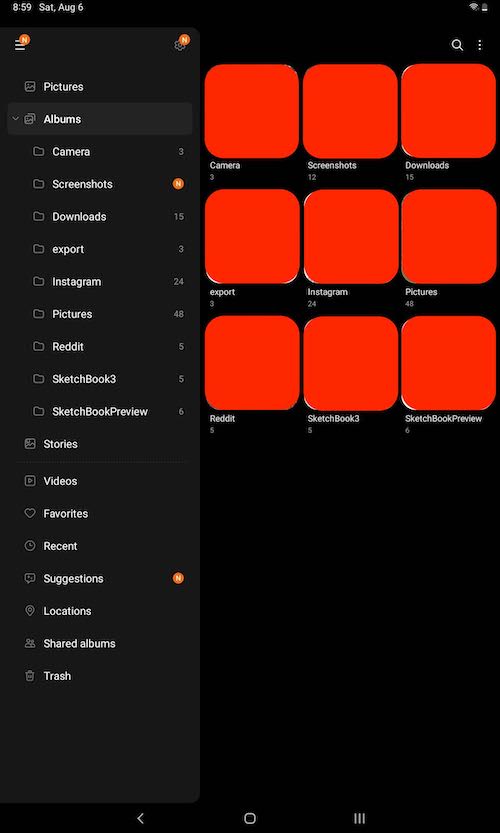 8:59 Sat, Aug 6
N
N
Pictures
Albums
Camera 3
Screenshots N
Downloads 15
export 3
Instagram 24
Pictures 48
Reddit 5
SketchBook3 5
SketchBookPreview 6
Stories
Videos
Favorites
Recent
Suggestions N
Locations
Shared albums
Trash
Camera
3
Screenshots
12
Downloads
15
export
3
Instagram
24
Pictures
48
Reddit
5
SketchBook3
5
SketchBookPreview
6